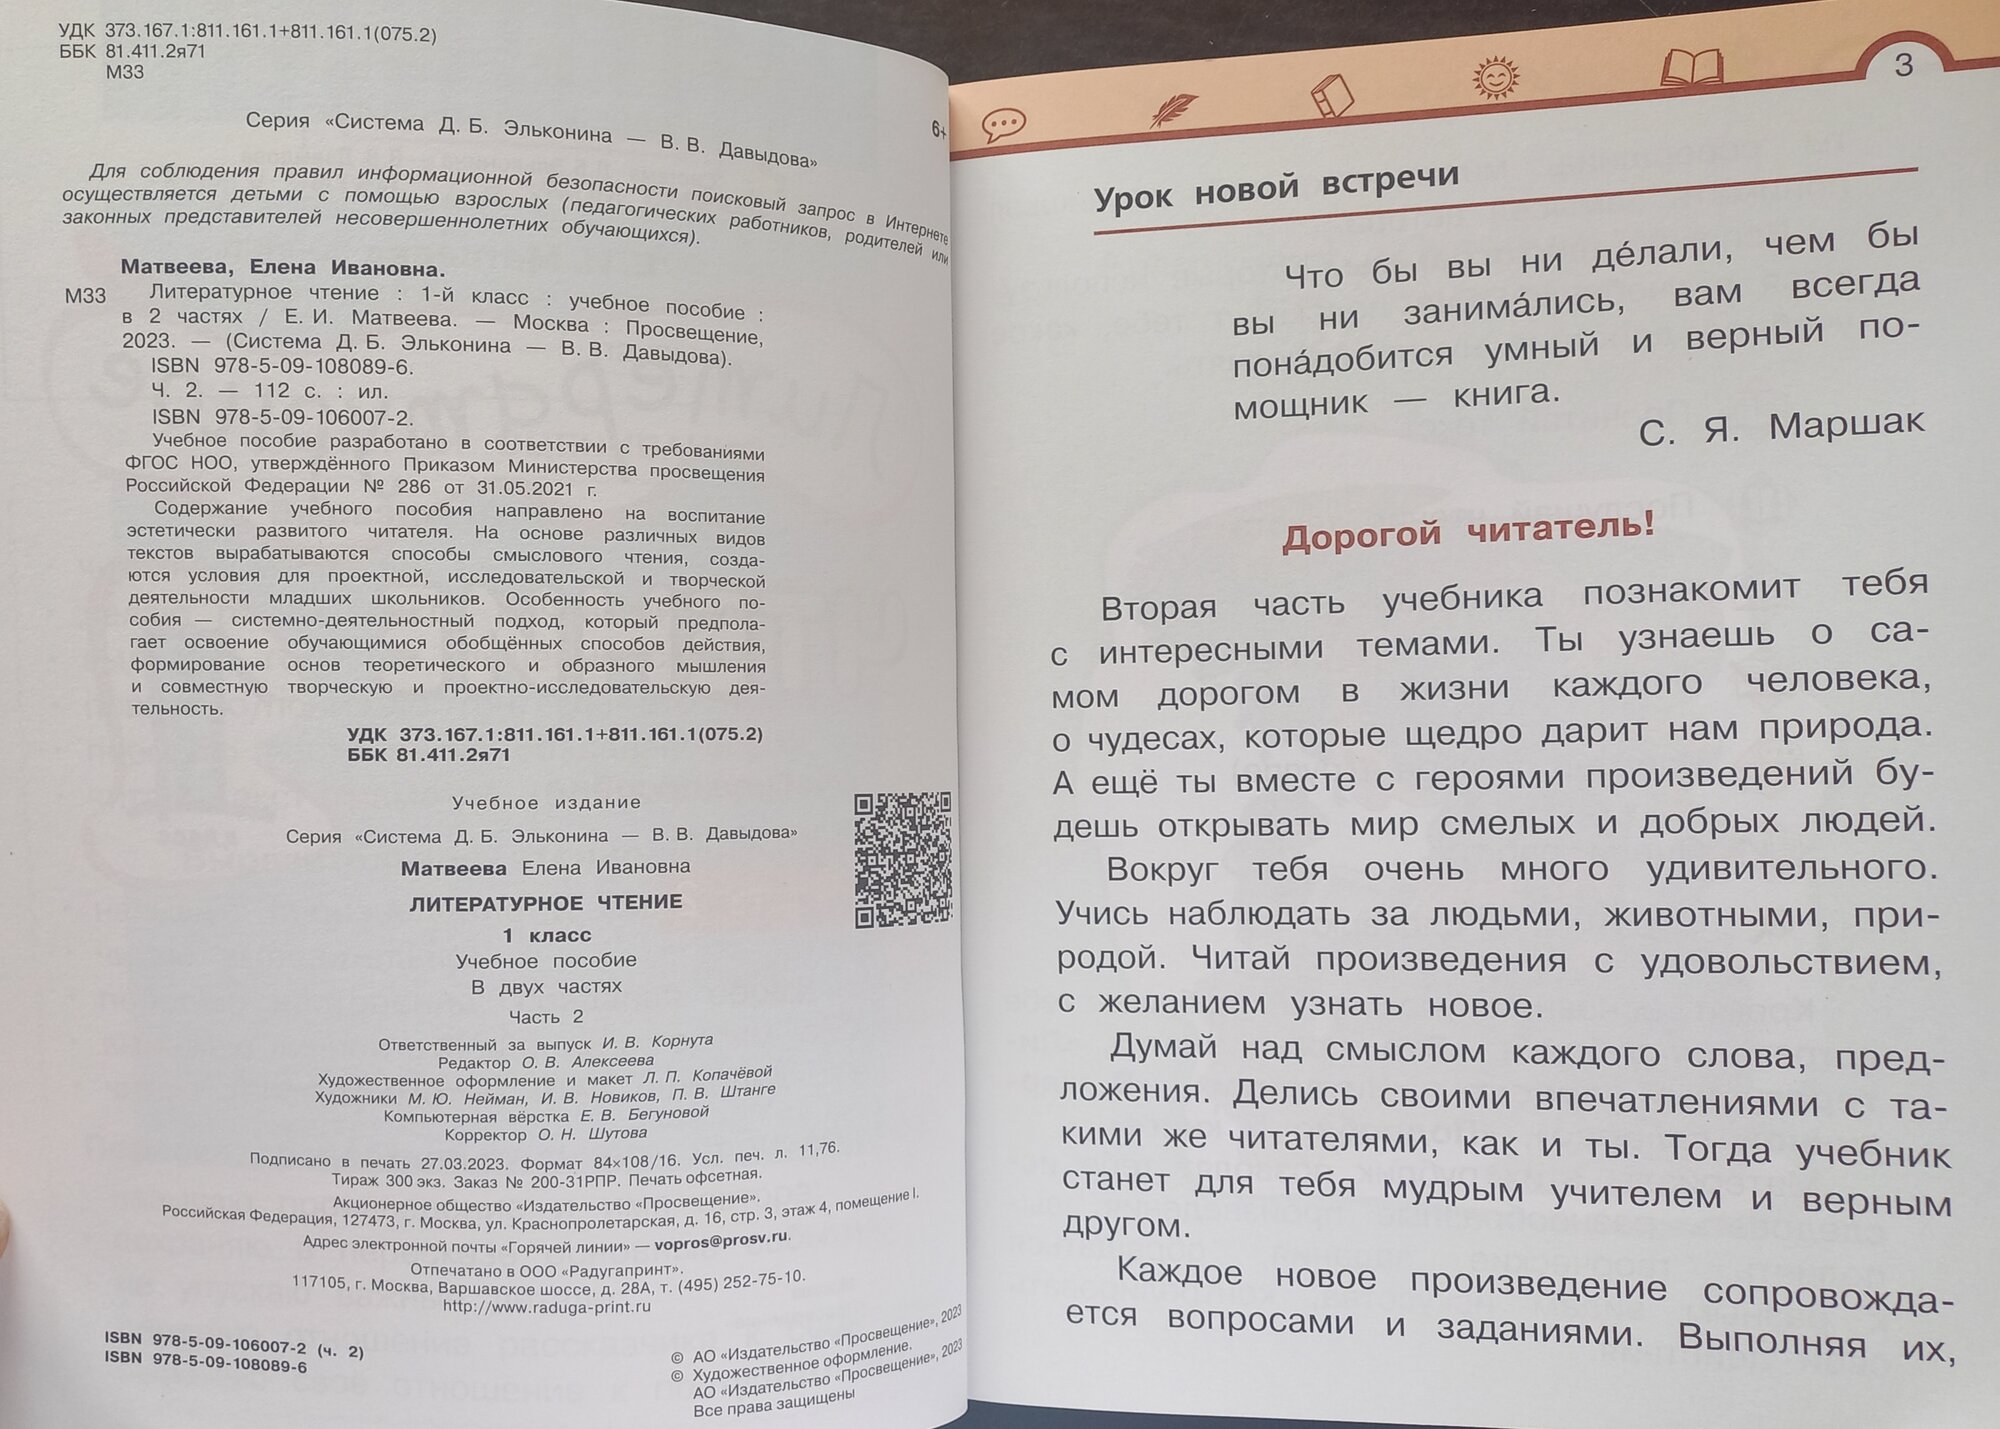 УДК 373.167.1:811.161.1+811.161.1(075.2)
ББК 81.411.2я71
М33
Серия «Система Д. Б. Эльконина — В. В. Давыдова»
6+
Для соблюдения правил информационной безопасности поисковый запрос в Интернете
осуществляется детьми с помощью взрослых (педагогических работников, родителей или
законных представителей несовершеннолетних обучающихся).
Матвеева, Елена Ивановна.
М33 Литературное чтение : 1-й класс : учебное пособие :
в 2 частях / Е. И. Матвеева. — Москва : Просвещение,
2023. — (Система Д. Б. Эльконина — В. В. Давыдова).
ISBN 978-5-09-108089-6.
Ч. 2. — 112 с. : ил.
ISBN 978-5-09-106007-2.
Учебное пособие разработано в соответствии с требованиями
ФГОС НОО, утверждённого Приказом Министерства просвещения
Российской Федерации № 286 от 31.05.2021 г.
Содержание учебного пособия направлено на воспитание
эстетически развитого читателя. На основе различных видов
текстов вырабатываются способы смыслового чтения, созда-
ются условия для проектной, исследовательской и творческой
деятельности младших школьников. Особенность учебного по-
собия — системно-деятельностный подход, который предпола-
гает освоение обучающимися обобщённых способов действия,
формирование основ теоретического и образного мышления
и совместную творческую и проектно-исследовательскую дея-
тельность.
УДК 373.167.1:811.161.1+811.161.1(075.2)
ББК 81.411.2я71
Учебное издание
Серия «Система Д. Б. Эльконина — В. В. Давыдова»
Матвеева Елена Ивановна
ЛИТЕРАТУРНОЕ ЧТЕНИЕ
1 класс
Учебное пособие
В двух частях
Часть 2
Ответственный за выпуск И. В. Корнута
Редактор О. В. Алексеева
Художественное оформление и макет Л. П. Копачёвой
Художники М. Ю. Нейман, И. В. Новиков, П. В. Штанге
Компьютерная вёрстка Е. В. Бегуновой
Корректор О. Н. Шутова
Подписано в печать 27.03.2023. Формат 84×108/16. Усл. печ. л. 11,76.
Тираж 300 экз. Заказ № 200-31РПР. Печать офсетная.
Акционерное общество «Издательство «Просвещение».
Российская Федерация, 127473, г. Москва, ул. Краснопролетарская, д. 16, стр. 3, этаж 4, помещение I.
Адрес электронной почты «Горячей линии» — vopros@prosv.ru.
Отпечатано в ООО «Радугапринт».
117105, г. Москва, Варшавское шоссе, д. 28А, т. (495) 252-75-10.
http://www.raduga-print.ru
ISBN 978-5-09-106007-2 (ч. 2)
ISBN 978-5-09-108089-6
© АО «Издательство «Просвещение», 2023
© Художественное оформление.
АО «Издательство «Просвещение», 2023
Все права защищены
3
Урок новой встречи
Что бы вы ни де́лали, чем бы
вы ни занима́лись, вам всегда
пона́добится умный и верный по-
мощник — книга.
С. Я. Маршак
Дорогой читатель!
Вторая часть учебника познакомит тебя
с интересными темами. Ты узнаешь о са-
мом дорогом в жизни каждого человека,
о чудесах, которые щедро дарит нам природа.
А ещё ты вместе с героями произведений бу-
дешь открывать мир смелых и добрых людей.
Вокруг тебя очень много удивительного.
Учись наблюдать за людьми, животными, при-
родой. Читай произведения с удовольствием,
с желанием узнать новое.
Думай над смыслом каждого слова, пред-
ложения. Делись своими впечатлениями с та-
кими же читателями, как и ты. Тогда учебник
станет для тебя мудрым учителем и верным
другом.
Каждое новое произведение сопровожда-
ется вопросами и заданиями. Выполняя их,